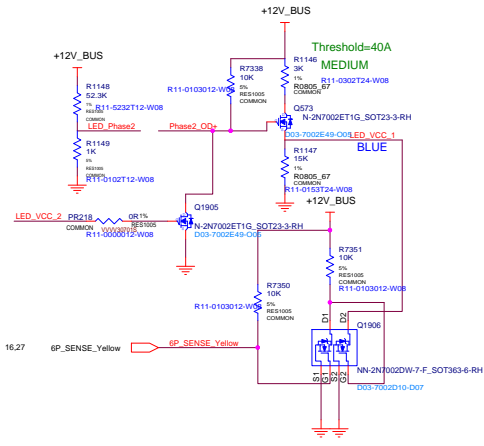 +12V_BUS
Threshold=40A
MEDIUM
+12V_BUS
R7338
10K
R11-0103012-W08
5%
RES1005
COMMON
R1146
3K
R11-0302T24-W08
1%
R0805_67
COMMON
R1148
52.3K
R11-5232T12-W08
1%
RES1005
COMMON
LED_Phase2
Phase2_OD+
Q573
N-2N7002ET1G_SOT23-3-RH
D03-7002E49-O05
LED_VCC_1
BLUE
R1149
1K
5%
RES1005
COMMON
R11-0102T12-W08
R1147
15K
R0805_67
1%
COMMON
R11-0153T24-W08
+12V_BUS
Q1905
LED_VCC_2
PR218
0R1%
RES1005
COMMON
R11-0000012-W08
N-2N7002ET1G_SOT23-3-RH
D03-7002E49-O05
R7351
10K
5%
RES1005
COMMON
R11-0103012-W08
R7350
10K
R11-0103012-W08
5%
RES1005
COMMON
D1
D2
Q1906
16,27
6P_SENSE_Yellow
6P_SENSE_Yellow
S1
G1
S2
G2
NN-2N7002DW-7-F_SOT363-6-RH
D03-7002D10-D07